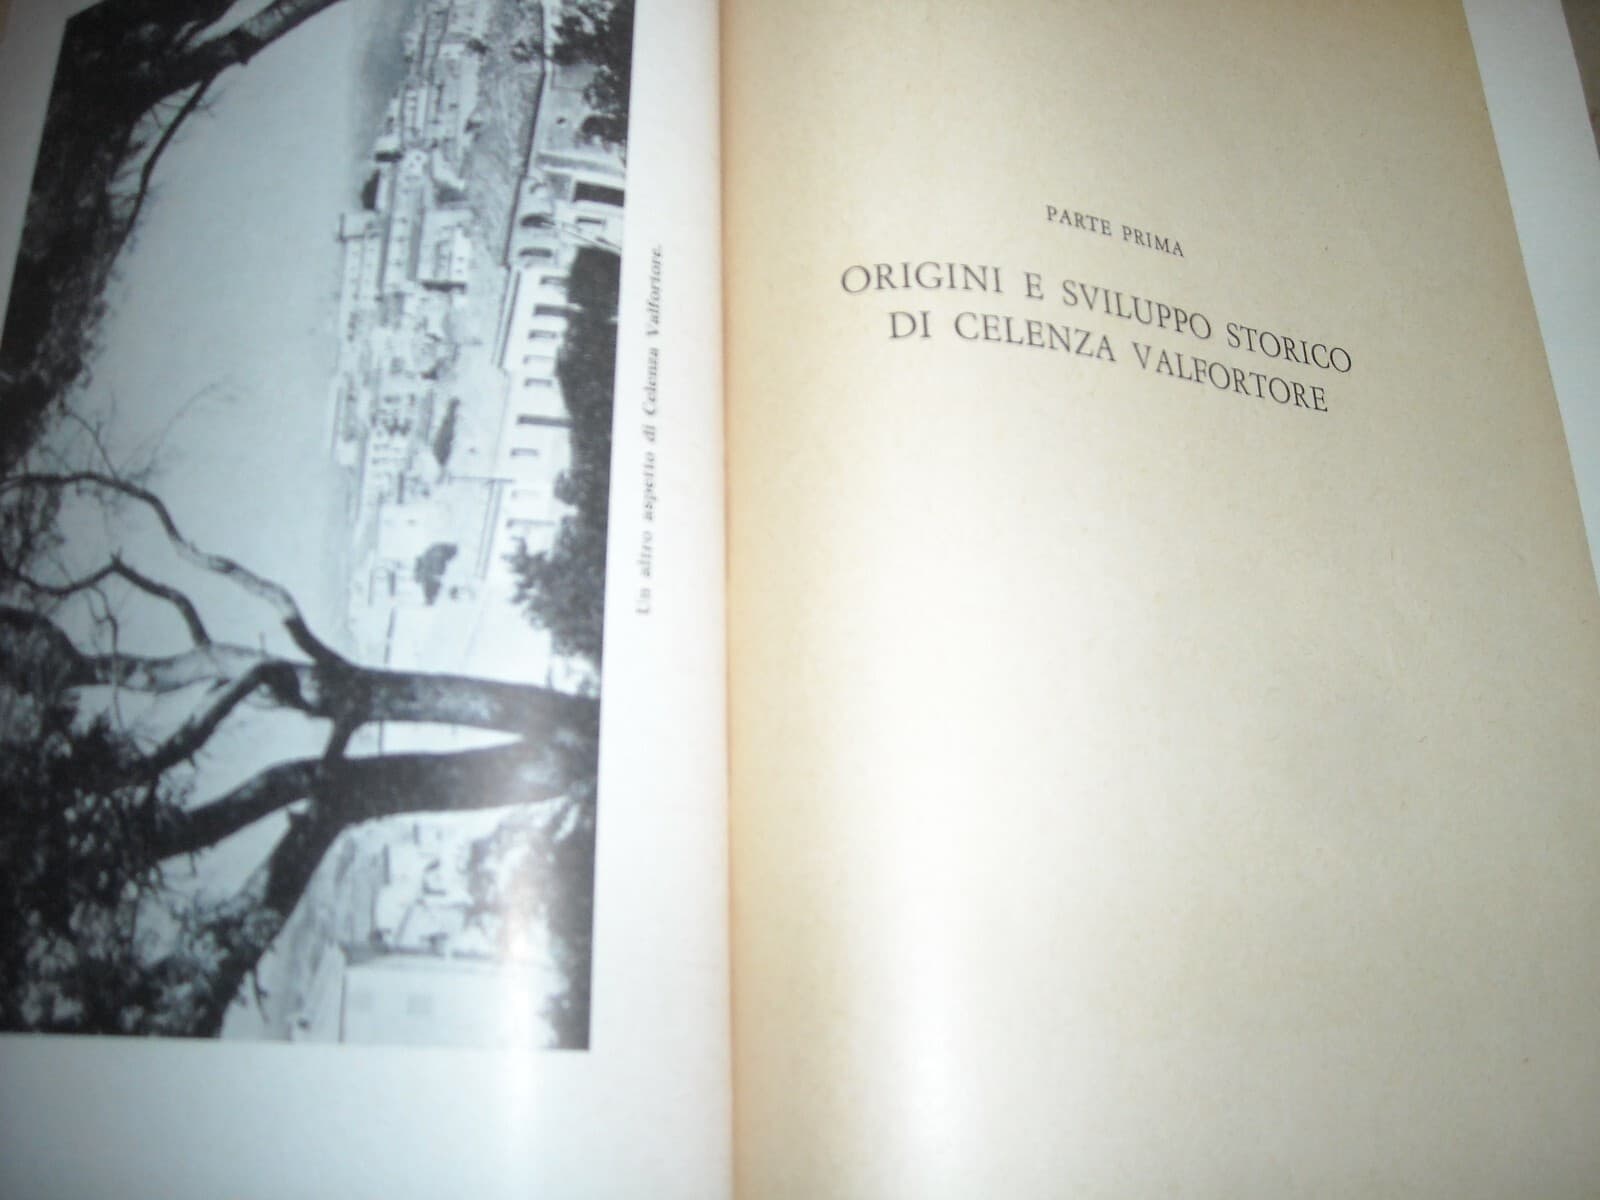 Un altro aspetto di Celenza Valfortore.
PARTE PRIMA
ORIGINI E SVILUPPO STORICO
DI CELENZA VALFORTORE